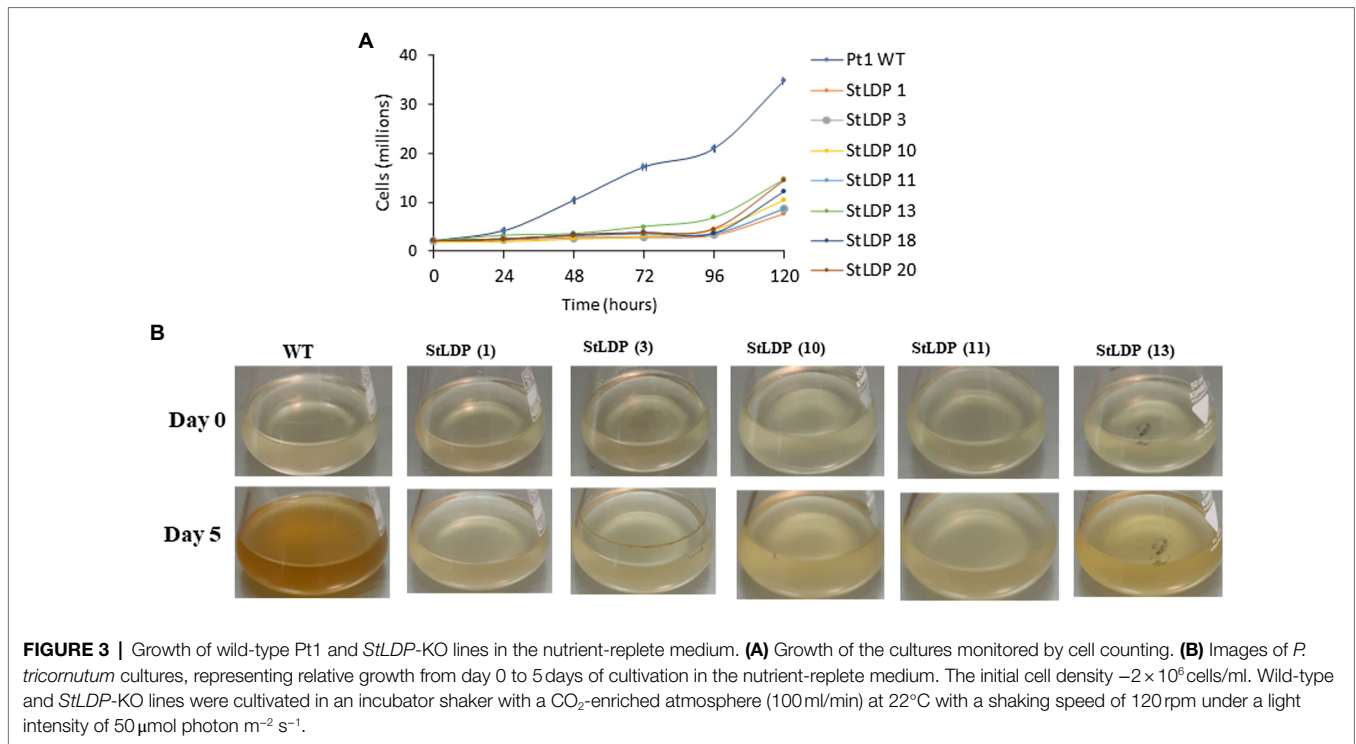 A
40
30
20
10
0
Cells (millions)
0 24 48 72 96 120
Time (hours)
Pt1 WT
StLDP 1
StLDP 3
StLDP 10
StLDP 11
StLDP 13
StLDP 18
StLDP 20
B
WT StLDP (1) StLDP (3) StLDP (10) StLDP (11) StLDP (13)
Day 0
Day 5
FIGURE 3 | Growth of wild-type Pt1 and StLDP-KO lines in the nutrient-replete medium. (A) Growth of the cultures monitored by cell counting. (B) Images of P.
tricornutum cultures, representing relative growth from day 0 to 5 days of cultivation in the nutrient-replete medium. The initial cell density −2 × 10⁶ cells/ml. Wild-type
and StLDP-KO lines were cultivated in an incubator shaker with a CO₂-enriched atmosphere (100 ml/min) at 22°C with a shaking speed of 120 rpm under a light
intensity of 50 μmol photon m⁻² s⁻¹.